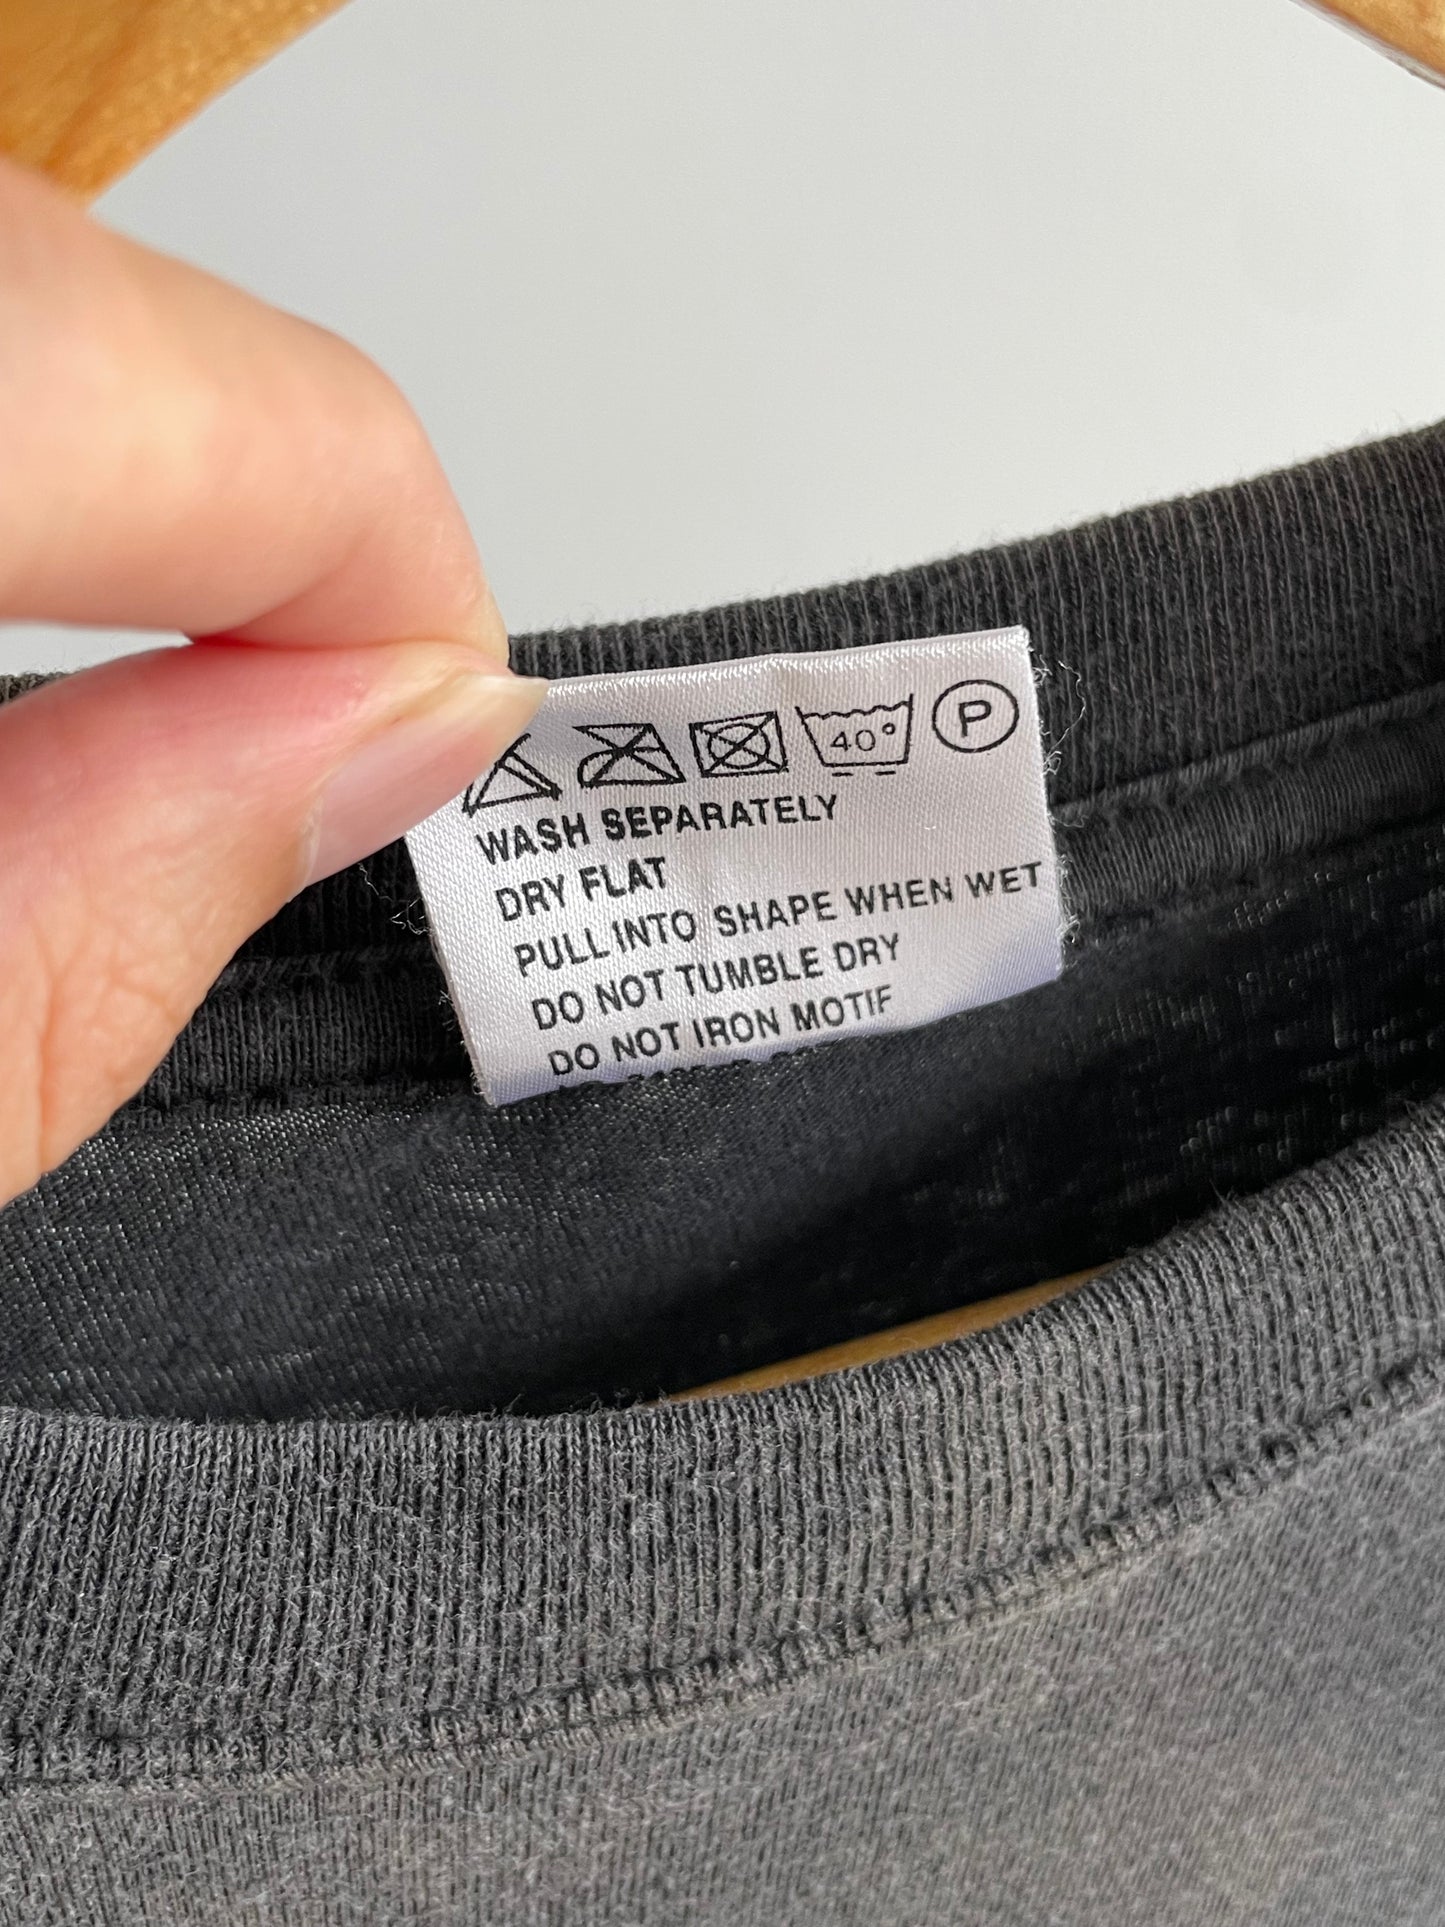 40°
P
WASH SEPARATELY
DRY FLAT
PULL INTO SHAPE WHEN WET
DO NOT TUMBLE DRY
DO NOT IRON MOTIF